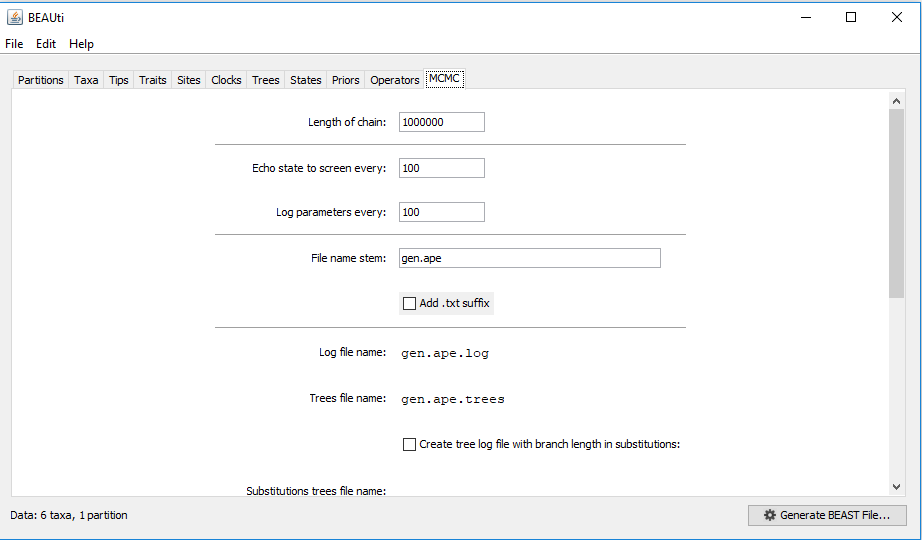 BEAUti
File Edit Help
Partitions Taxa Tips Traits Sites Clocks Trees States Priors Operators MCMC
Length of chain: 1000000
Echo state to screen every: 100
Log parameters every: 100
File name stem: gen.ape
Add .txt suffix
Log file name: gen.ape.log
Trees file name: gen.ape.trees
Create tree log file with branch length in substitutions:
Substitutions trees file name:
Data: 6 taxa, 1 partition
Generate BEAST File...